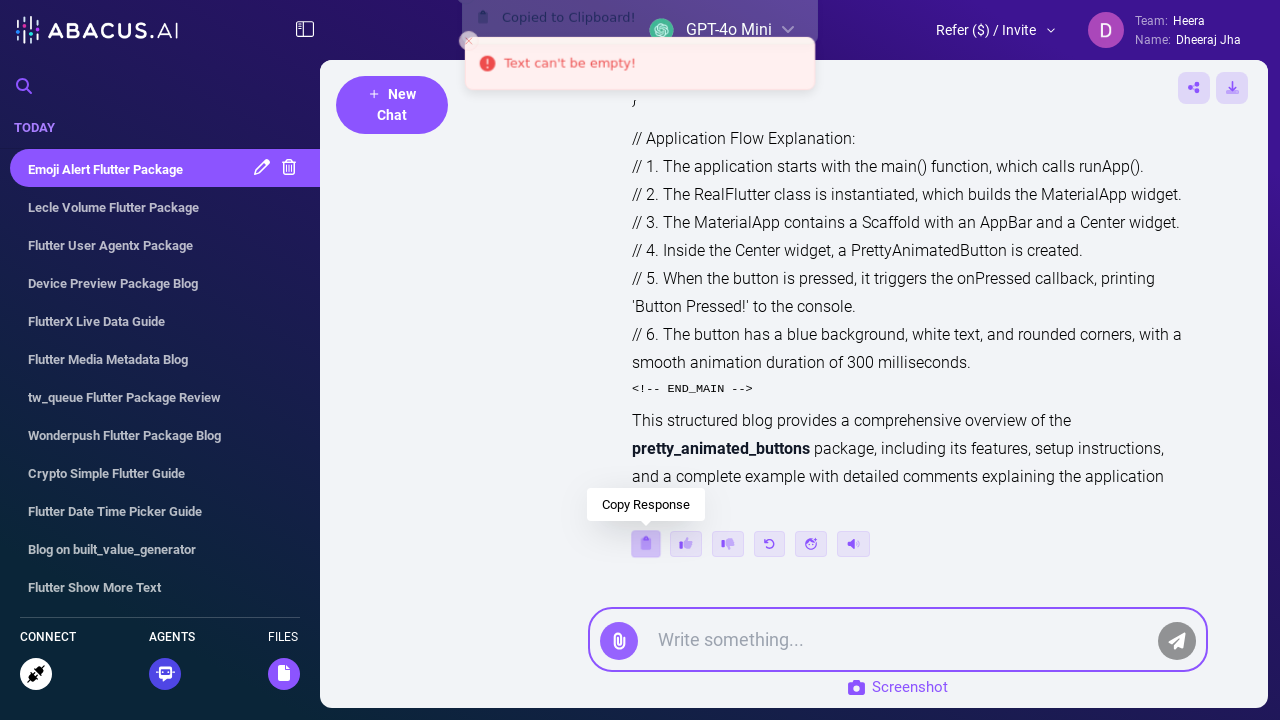 ABACUS.AI
Copied to Clipboard!
GPT-4o Mini
Refer ($) / Invite
D
Team: Heera
Name: Dheeraj Jha
Text can't be empty!
New
Chat
TODAY
Emoji Alert Flutter Package
Lecle Volume Flutter Package
Flutter User Agentx Package
Device Preview Package Blog
FlutterX Live Data Guide
Flutter Media Metadata Blog
tw_queue Flutter Package Review
Wonderpush Flutter Package Blog
Crypto Simple Flutter Guide
Flutter Date Time Picker Guide
Blog on built_value_generator
Flutter Show More Text
CONNECT
AGENTS
FILES
}
// Application Flow Explanation:
// 1. The application starts with the main() function, which calls runApp().
// 2. The RealFlutter class is instantiated, which builds the MaterialApp widget.
// 3. The MaterialApp contains a Scaffold with an AppBar and a Center widget.
// 4. Inside the Center widget, a PrettyAnimatedButton is created.
// 5. When the button is pressed, it triggers the onPressed callback, printing
'Button Pressed!' to the console.
// 6. The button has a blue background, white text, and rounded corners, with a
smooth animation duration of 300 milliseconds.
<!-- END_MAIN -->
This structured blog provides a comprehensive overview of the
pretty_animated_buttons package, including its features, setup instructions,
and a complete example with detailed comments explaining the application
Copy Response
Write something...
Screenshot